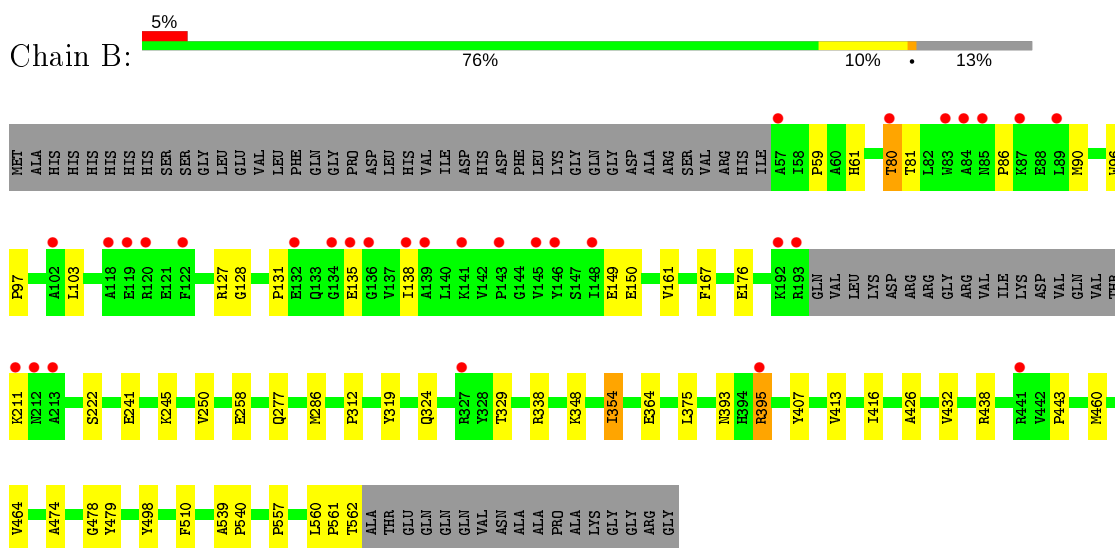 5%
Chain B:
76% 10% • 13%
MET ALA HIS HIS HIS HIS HIS HIS SER SER GLY LEU GLU VAL LEU PHE GLN GLY PRO ASP LEU HIS VAL ILE ASP HIS ASP PHE LEU LYS GLY GLN GLY ASP ALA ARG SER VAL ARG HIS ILE A57 I58 P59 A60 H61 T80 T81 L82 W83 A84 N85 P86 K87 E88 L89 M90 W96
P97 A102 L103 A118 E119 R120 E121 F122 R127 G128 P131 E132 Q133 G134 E135 G136 V137 I138 A139 L140 K141 V142 P143 G144 V145 Y146 S147 I148 E149 E150 V161 F167 E176 K192 R193 GLN VAL LEU LYS ASP ARG ARG GLY ARG VAL ILE LYS ASP VAL GLN VAL THR
K211 N212 A213 S222 E241 K245 V250 E258 Q277 M286 P312 Y319 Q324 R327 Y328 T329 R338 K348 I354 E364 L375 N393 H394 R395 Y407 V413 I416 A426 V432 R438 R441 V442 P443 M460
V464 A474 G478 Y479 Y498 F510 A539 P540 P557 L560 P561 T562 ALA THR GLU GLN GLN GLN VAL ASN ALA ALA PRO ALA LYS GLY GLY ARG GLY